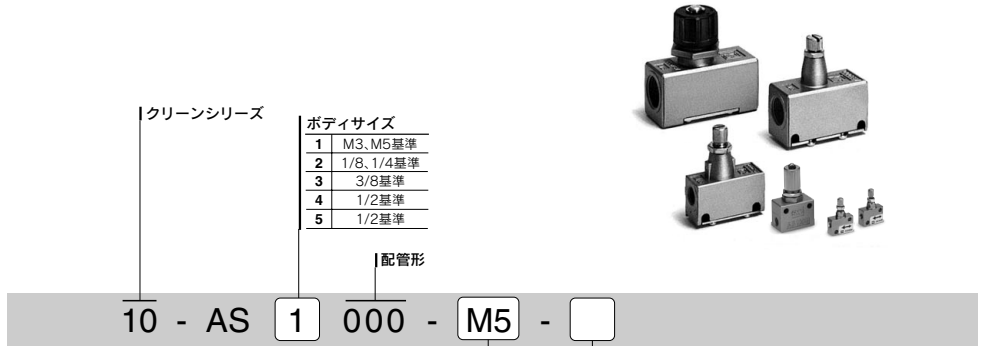 クリーンシリーズ
ボディサイズ
1 M3、M5基準
2 1/8、1/4基準
3 3/8基準
4 1/2基準
5 1/2基準
配管形
10 - AS 1 000 - M5 -